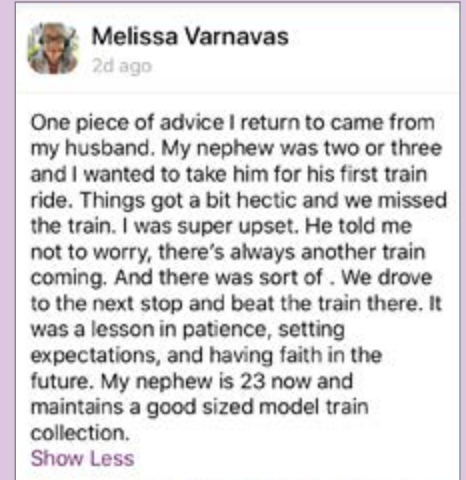 Melissa Varnavas
2d ago
One piece of advice I return to came from
my husband. My nephew was two or three
and I wanted to take him for his first train
ride. Things got a bit hectic and we missed
the train. I was super upset. He told me
not to worry, there's always another train
coming. And there was sort of . We drove
to the next stop and beat the train there. It
was a lesson in patience, setting
expectations, and having faith in the
future. My nephew is 23 now and
maintains a good sized model train
collection.
Show Less